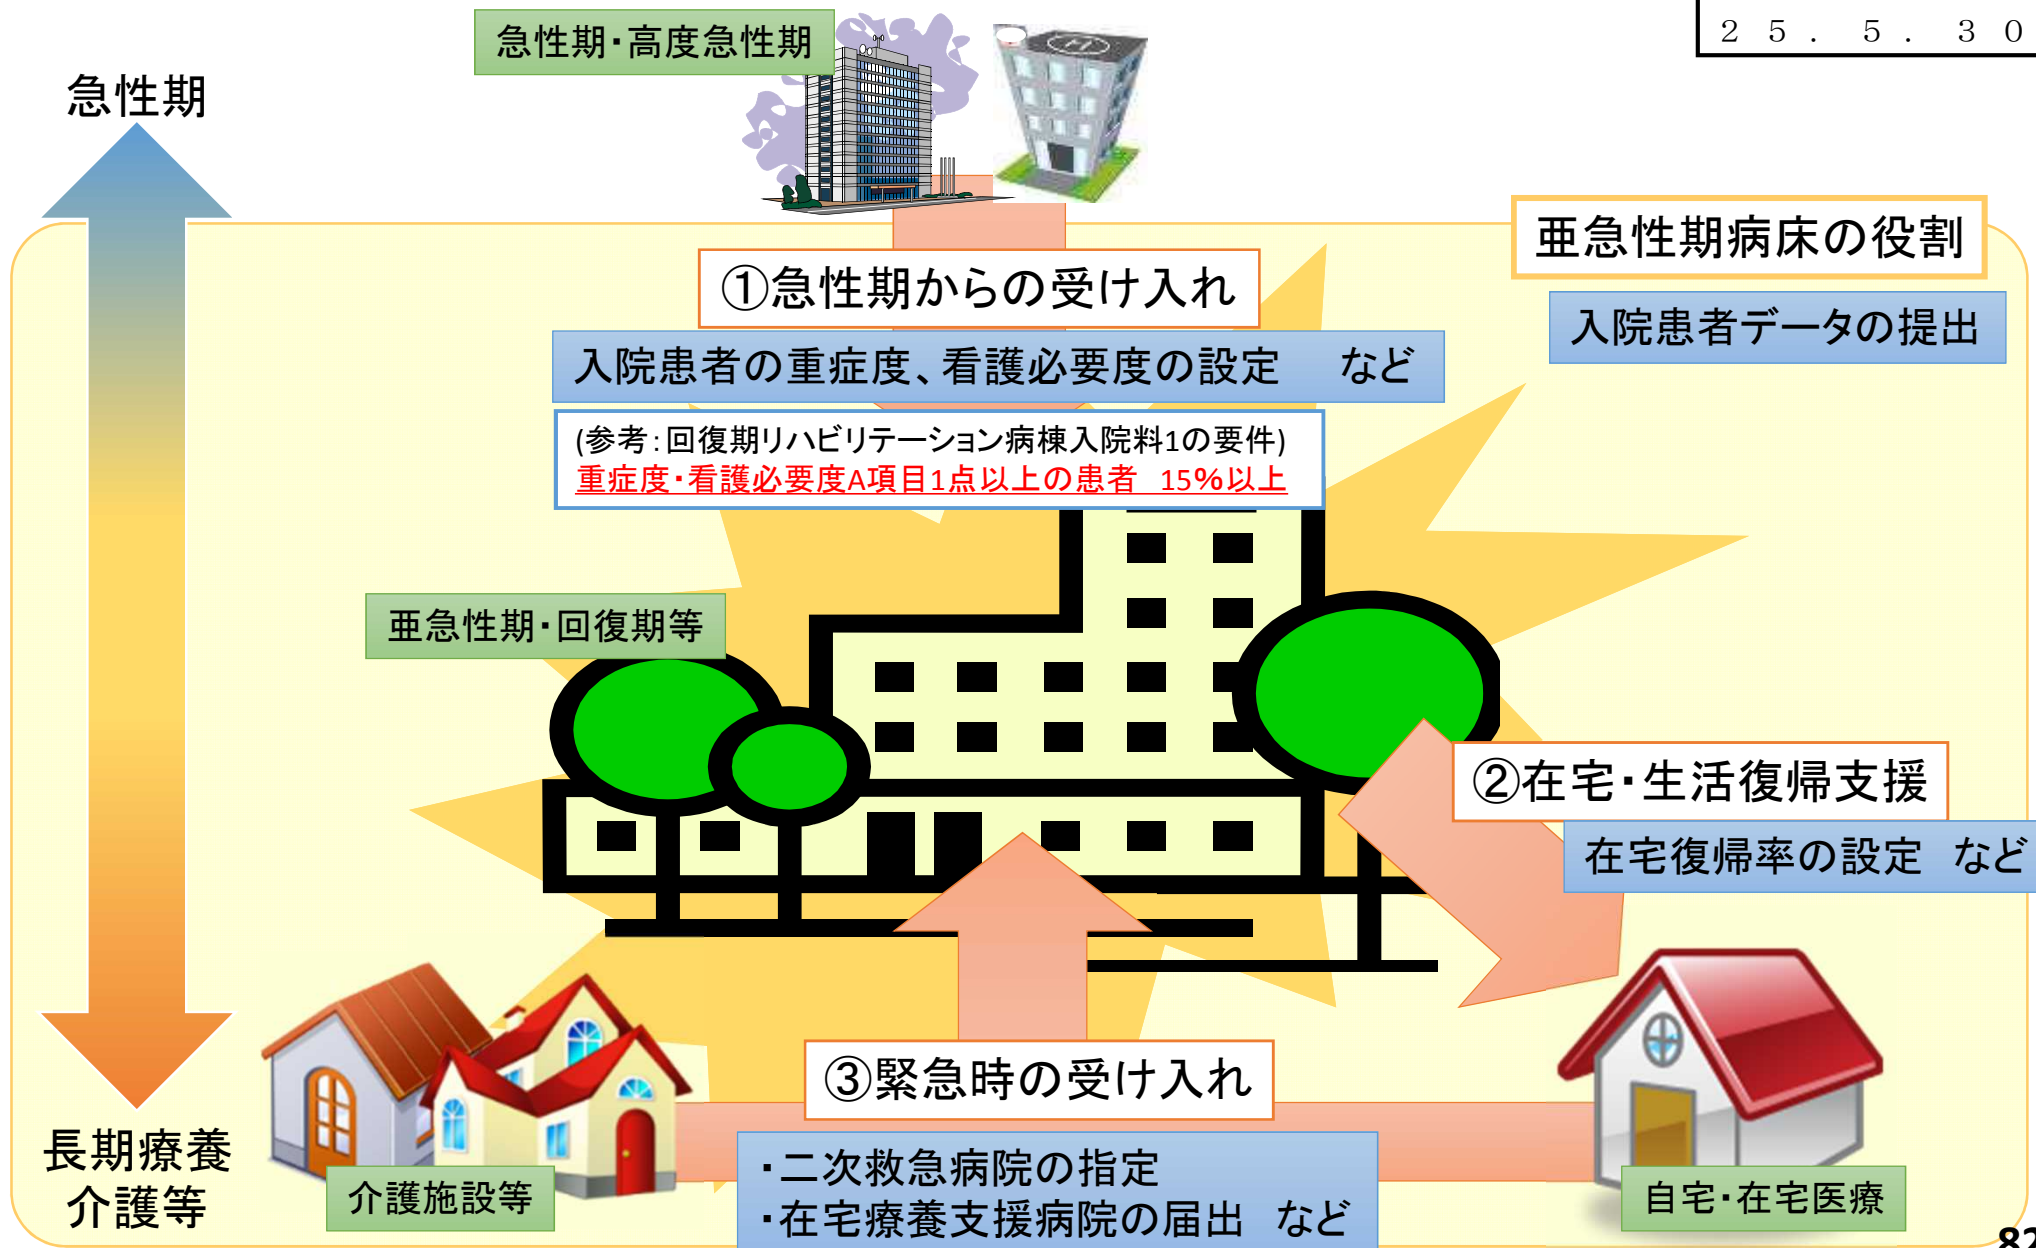 25.5.30
急性期・高度急性期
急性期
亜急性期病床の役割
①急性期からの受け入れ
入院患者データの提出
入院患者の重症度、看護必要度の設定　など
(参考：回復期リハビリテーション病棟入院料1の要件)
重症度・看護必要度A項目1点以上の患者　15%以上
亜急性期・回復期等
②在宅・生活復帰支援
在宅復帰率の設定　など
③緊急時の受け入れ
長期療養
介護等
・二次救急病院の指定
・在宅療養支援病院の届出　など
介護施設等
自宅・在宅医療
82